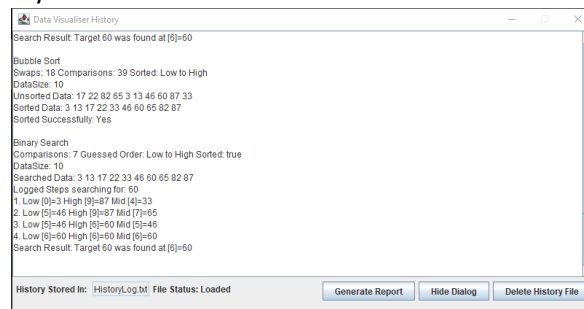 Data Visualiser History
Search Result: Target 60 was found at [6]=60
Bubble Sort
Swaps: 18 Comparisons: 39 Sorted: Low to High
DataSize: 10
Unsorted Data: 17 22 82 65 3 13 46 60 87 33
Sorted Data: 3 13 17 22 33 46 60 65 82 87
Sorted Successfully: Yes
Binary Search
Comparisons: 7 Guessed Order: Low to High Sorted: true
DataSize: 10
Searched Data: 3 13 17 22 33 46 60 65 82 87
Logged Steps searching for: 60
1. Low [0]=3 High [9]=87 Mid [4]=33
2. Low [5]=46 High [9]=87 Mid [7]=65
3. Low [5]=46 High [6]=60 Mid [5]=46
4. Low [6]=60 High [6]=60 Mid [6]=60
Search Result: Target 60 was found at [6]=60
History Stored In: HistoryLog.txt File Status: Loaded Generate Report Hide Dialog Delete History File